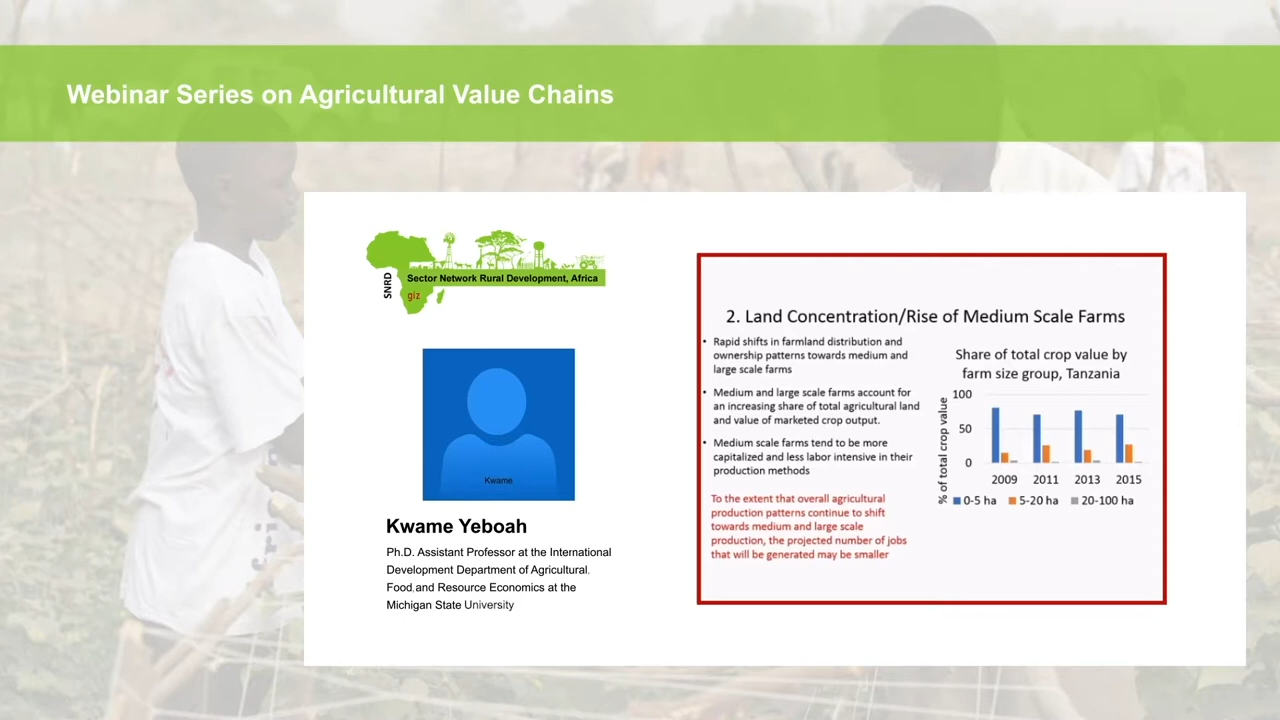 Webinar Series on Agricultural Value Chains
SNRD
Sector Network Rural Development, Africa
giz
Kwame
Kwame Yeboah
Ph.D. Assistant Professor at the International
Development Department of Agricultural.
Food and Resource Economics at the
Michigan State University
2. Land Concentration/Rise of Medium Scale Farms
• Rapid shifts in farmland distribution and
ownership patterns towards medium and
large scale farms
• Medium and large scale farms account for
an increasing share of total agricultural land
and value of marketed crop output.
• Medium scale farms tend to be more
capitalized and less labor intensive in their
production methods
To the extent that overall agricultural
production patterns continue to shift
towards medium and large scale
production, the projected number of jobs
that will be generated may be smaller
Share of total crop value by
farm size group, Tanzania
% of total crop value
100
50
0
2009 2011 2013 2015
0-5 ha 5-20 ha 20-100 ha